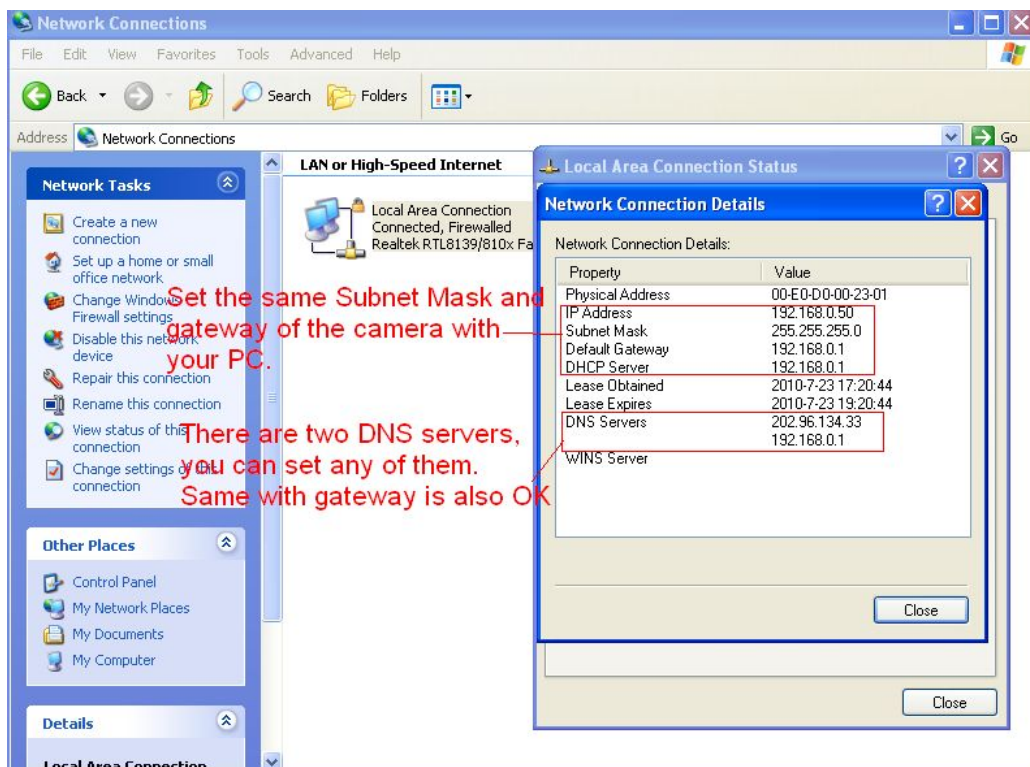 Network Connections
File Edit View Favorites Tools Advanced Help
Back Search Folders
Address Network Connections Go
Network Tasks
Create a new
connection
Set up a home or small
office network
Change Windows
Firewall settings
Disable this network
device
Repair this connection
Rename this connection
View status of this
connection
Change settings of this
connection
Other Places
Control Panel
My Network Places
My Documents
My Computer
Details
Local Area Connection
LAN or High-Speed Internet
Local Area Connection
Connected, Firewalled
Realtek RTL8139/810x Fa
Set the same Subnet Mask and
gateway of the camera with
your PC.
There are two DNS servers,
you can set any of them.
Same with gateway is also OK
Local Area Connection Status
Network Connection Details
Network Connection Details:
Property Value
Physical Address 00-E0-D0-00-23-01
IP Address 192.168.0.50
Subnet Mask 255.255.255.0
Default Gateway 192.168.0.1
DHCP Server 192.168.0.1
Lease Obtained 2010-7-23 17:20:44
Lease Expires 2010-7-23 19:20:44
DNS Servers 202.96.134.33
192.168.0.1
WINS Server
Close
Close